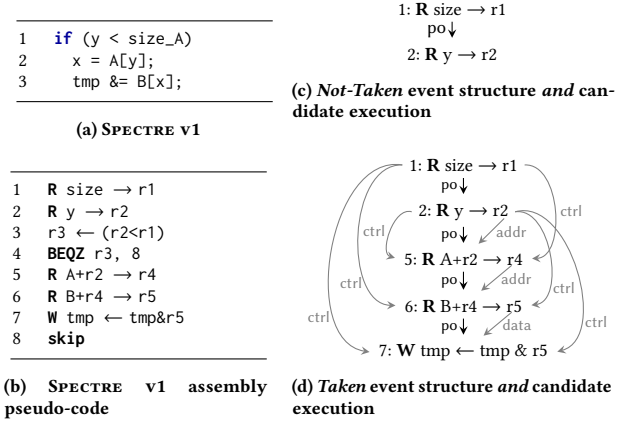 1 if (y < size_A)
2 x = A[y];
3 tmp &= B[x];
(a) Spectre v1
1 R size → r1
2 R y → r2
3 r3 ← (r2<r1)
4 BEQZ r3, 8
5 R A+r2 → r4
6 R B+r4 → r5
7 W tmp ← tmp&r5
8 skip
(b) Spectre v1 assembly
pseudo-code
1: R size → r1
po
2: R y → r2
(c) Not-Taken event structure and can-
didate execution
1: R size → r1
po
2: R y → r2
ctrl
ctrl
po
addr
5: R A+r2 → r4
po
addr
ctrl
ctrl
6: R B+r4 → r5
po
data
ctrl
ctrl
7: W tmp ← tmp & r5
(d) Taken event structure and candidate
execution